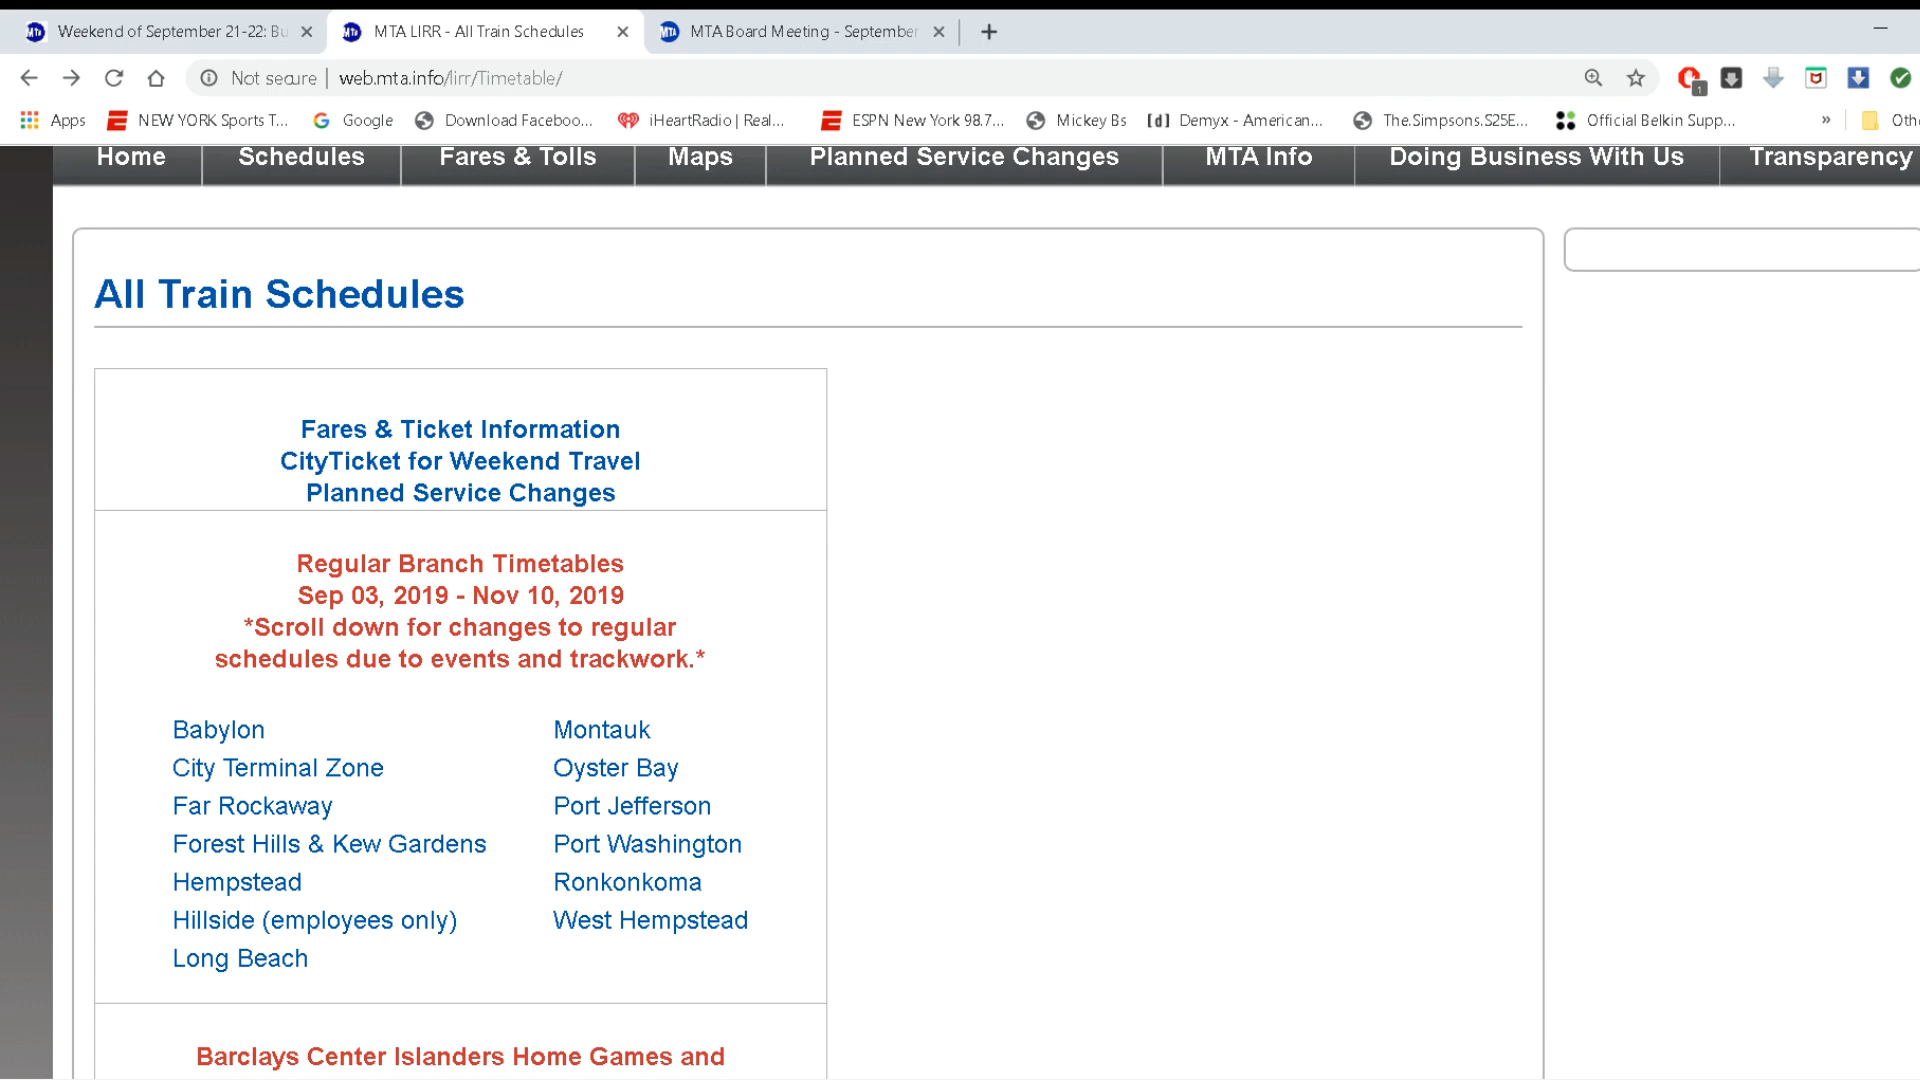 Weekend of September 21-22: Bu
MTA LIRR - All Train Schedules
MTA Board Meeting - September
Not secure
web.mta.info/lirr/Timetable/
1
Apps
NEW YORK Sports T...
Google
Download Faceboo...
iHeartRadio | Real...
ESPN New York 98.7...
Mickey Bs
[d] Demyx - American...
The.Simpsons.S25E...
Official Belkin Supp...
»
Oth
Home
Schedules
Fares & Tolls
Maps
Planned Service Changes
MTA Info
Doing Business With Us
Transparency
All Train Schedules
Fares & Ticket Information
CityTicket for Weekend Travel
Planned Service Changes
Regular Branch Timetables
Sep 03, 2019 - Nov 10, 2019
*Scroll down for changes to regular
schedules due to events and trackwork.*
Babylon
City Terminal Zone
Far Rockaway
Forest Hills & Kew Gardens
Hempstead
Hillside (employees only)
Long Beach
Montauk
Oyster Bay
Port Jefferson
Port Washington
Ronkonkoma
West Hempstead
Barclays Center Islanders Home Games and